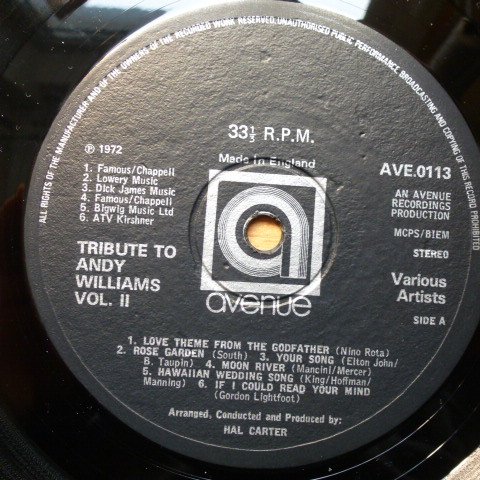 ALL RIGHTS OF THE MANUFACTURER AND OF THE OWNERS OF THE RECORDED WORK RESERVED. UNAUTHORISED PUBLIC PERFORMANCE, BROADCASTING AND COPYING OF THIS RECORD PROHIBITED
33⅓ R.P.M.
Made in England
℗ 1972
1. Famous/Chappell
2. Lowery Music
3. Dick James Music
4. Famous/Chappell
5. Bigwig Music Ltd
6. ATV Kirshner
TRIBUTE TO
ANDY
WILLIAMS
VOL. II
AVE.0113
AN AVENUE
RECORDINGS
PRODUCTION
MCPS/BIEM
STEREO
Various
Artists
SIDE A
a
avenue
1. LOVE THEME FROM THE GODFATHER (Nino Rota)
2. ROSE GARDEN (South) 3. YOUR SONG (Elton John/
B. Taupin) 4. MOON RIVER (Mancini/Mercer)
5. HAWAIIAN WEDDING SONG (King/Hoffman/
Manning) 6. IF I COULD READ YOUR MIND
(Gordon Lightfoot)
Arranged, Conducted and Produced by:
HAL CARTER